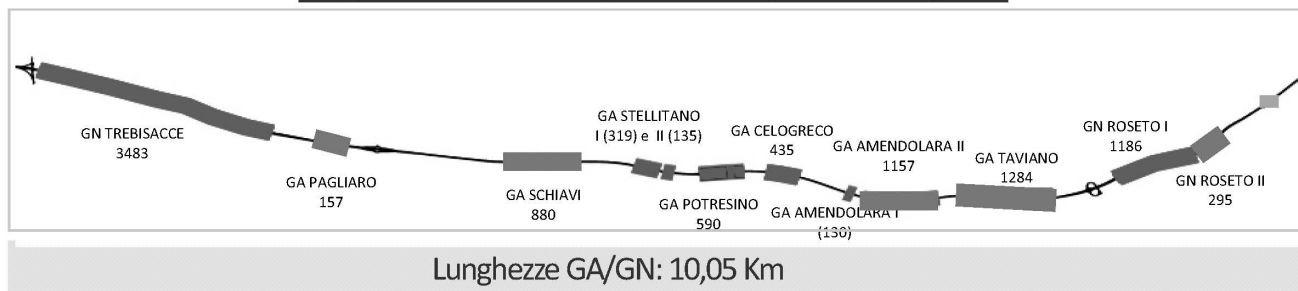 GN TREBISACCE
3483
GA PAGLIARO
157
GA SCHIAVI
880
GA STELLITANO
I (319) e II (135)
GA POTRESINO
590
GA CELOGRECO
435
GA AMENDOLARA I
(130)
GA AMENDOLARA II
1157
GA TAVIANO
1284
GN ROSETO I
1186
GN ROSETO II
295
Lunghezze GA/GN: 10,05 Km